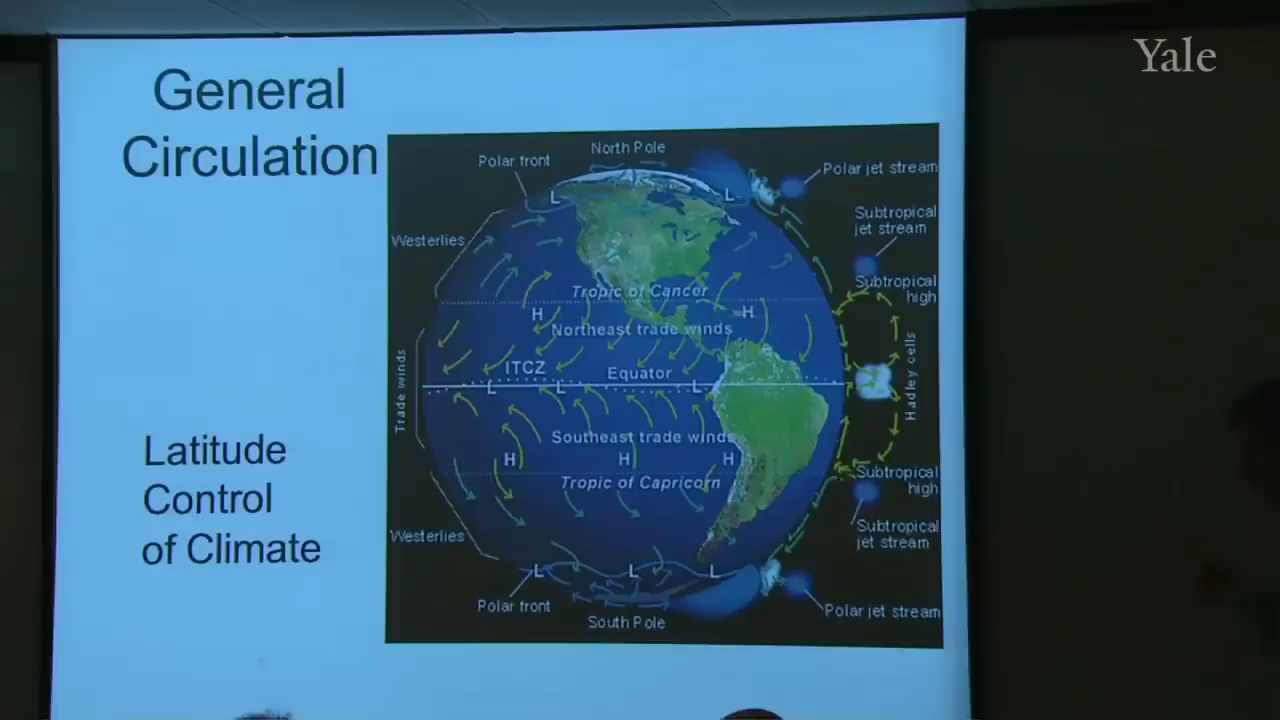 Yale
General
Circulation
North Pole
Polar front
Polar jet stream
L
L
Subtropical
jet stream
Westerlies
Subtropical
high
Tropic of Cancer
H
H
Northeast trade winds
ITCZ
Equator
L
L
L
Trade winds
Hadley cells
Southeast trade winds
H
H
H
Tropic of Capricorn
Subtropical
high
Latitude
Control
of Climate
Westerlies
Subtropical
jet stream
L
L
L
Polar front
Polar jet stream
South Pole